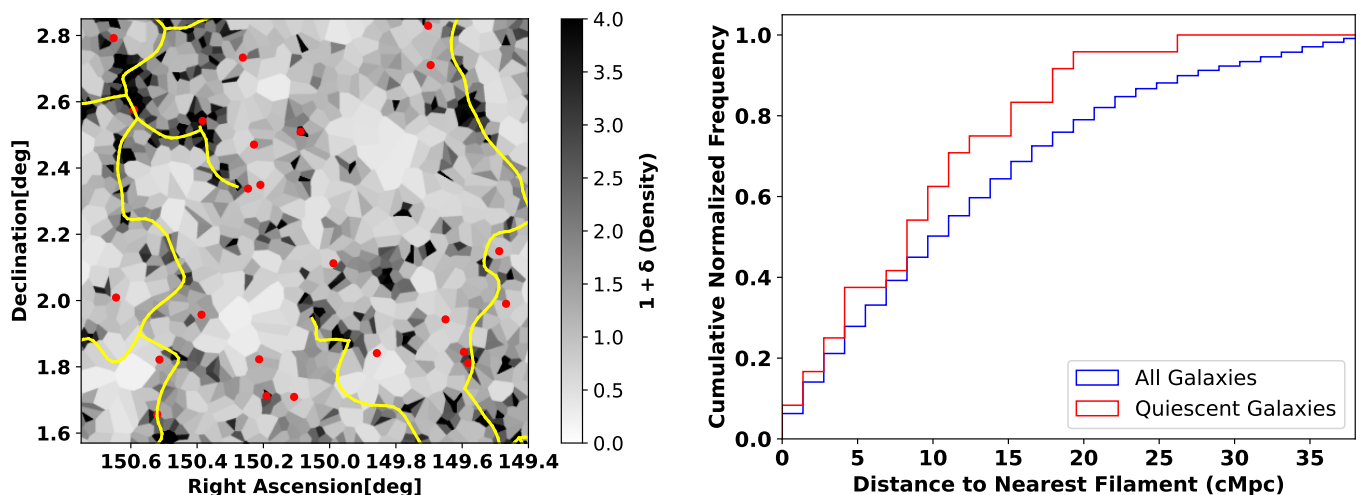 2.8
2.6
2.4
2.2
2.0
1.8
1.6
Declination[deg]
150.6 150.4 150.2 150.0 149.8 149.6 149.4
Right Ascension[deg]
4.0
3.5
3.0
2.5
2.0
1.5
1.0
0.5
0.0
1 + δ (Density)
1.0
0.8
0.6
0.4
0.2
0.0
Cumulative Normalized Frequency
All Galaxies
Quiescent Galaxies
0 5 10 15 20 25 30 35
Distance to Nearest Filament (cMpc)